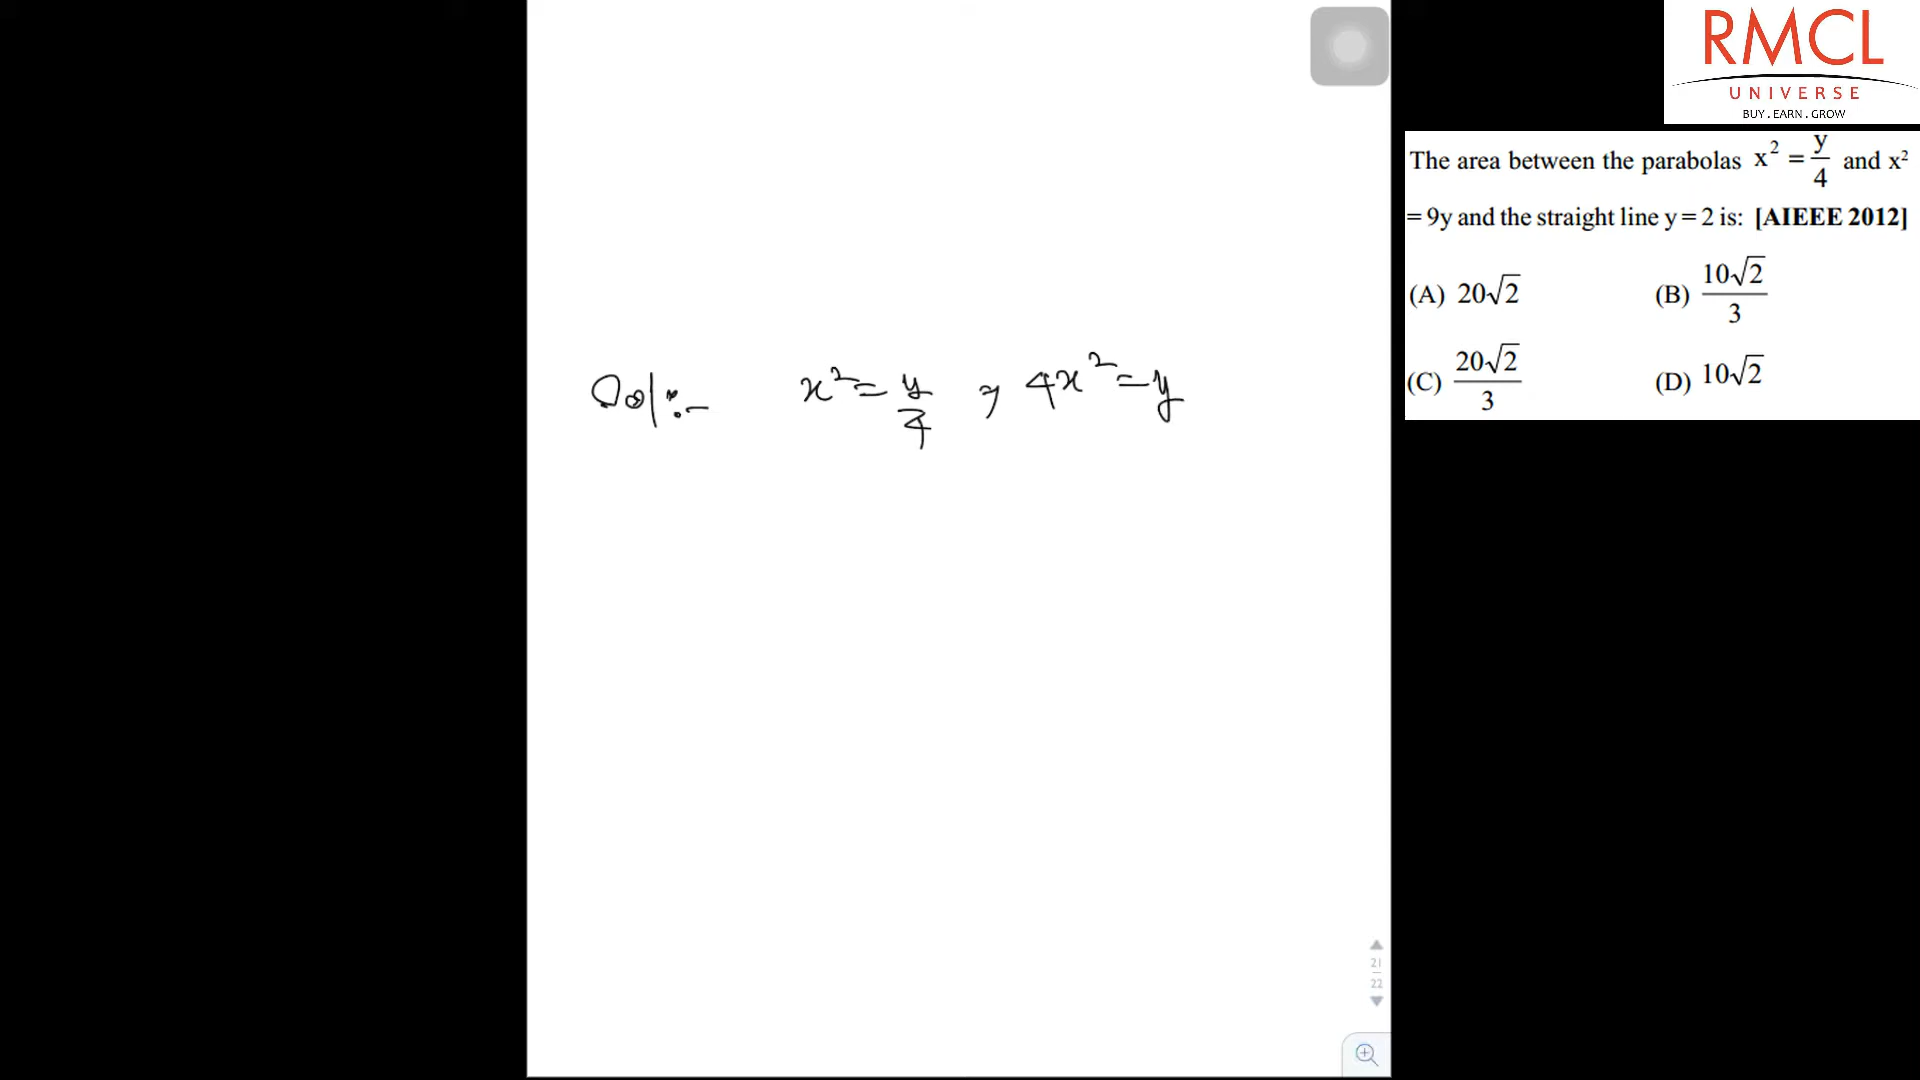 RMCL
UNIVERSE
BUY . EARN . GROW
The area between the parabolas x² = y/4 and x²
= 9y and the straight line y = 2 is: [AIEEE 2012]
(A) 20√2 (B) 10√2/3
(C) 20√2/3 (D) 10√2
Sol:- x² = y/4 , 4x² = y
21
22